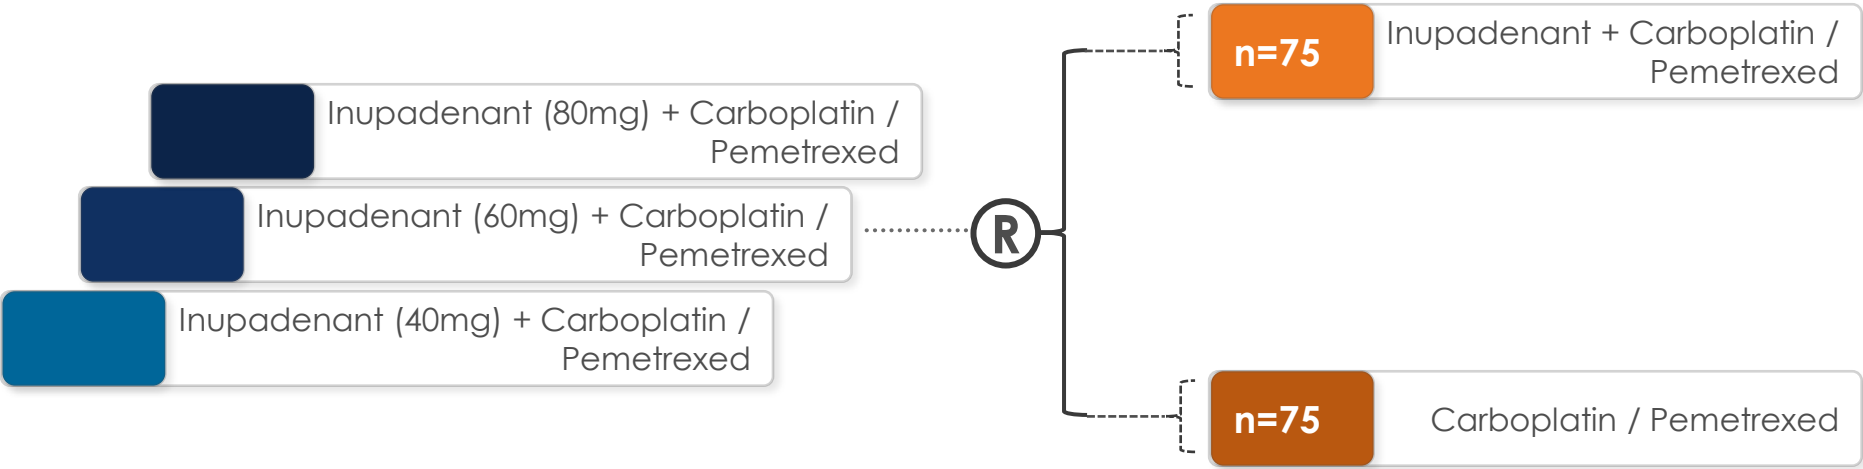 Inupadenant (80mg) + Carboplatin /
Pemetrexed
Inupadenant (60mg) + Carboplatin /
Pemetrexed
Inupadenant (40mg) + Carboplatin /
Pemetrexed
R
n=75
Inupadenant + Carboplatin /
Pemetrexed
n=75
Carboplatin / Pemetrexed